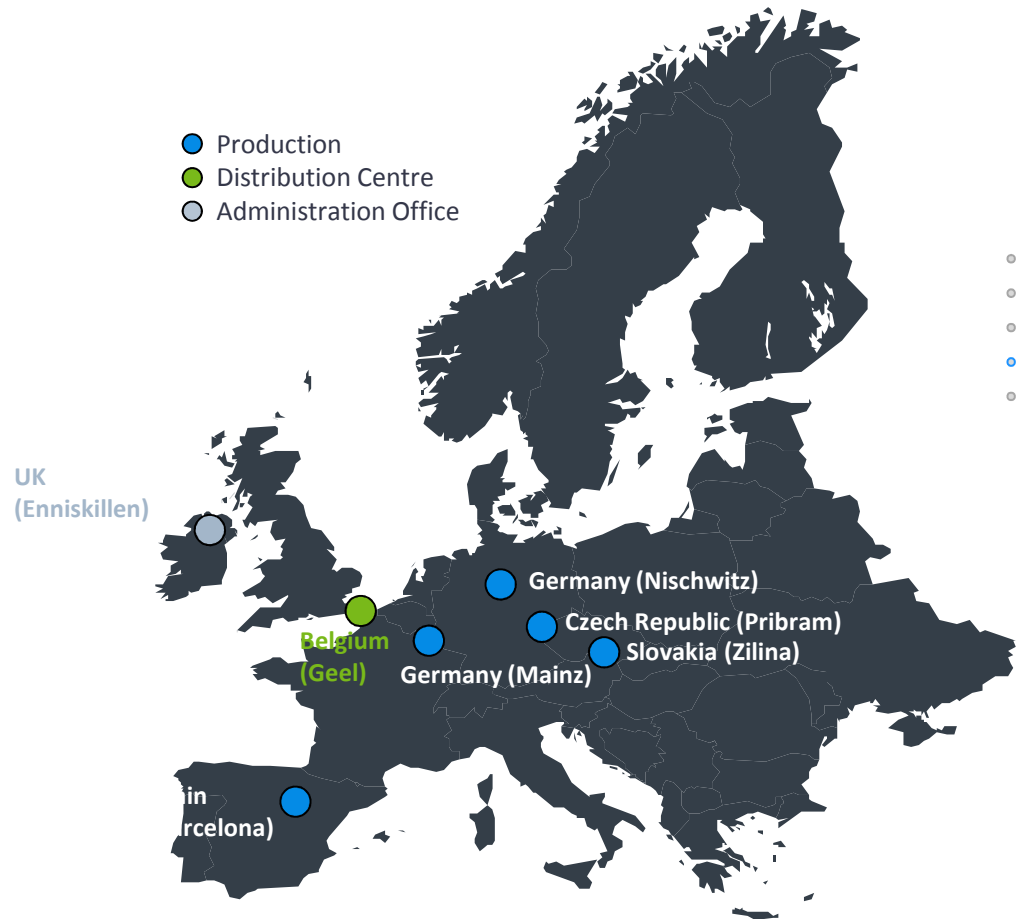 Production
Distribution Centre
Administration Office
UK
(Enniskillen)
Germany (Nischwitz)
Czech Republic (Pribram)
Slovakia (Zilina)
Belgium
(Geel)
Germany (Mainz)
in
rcelona)